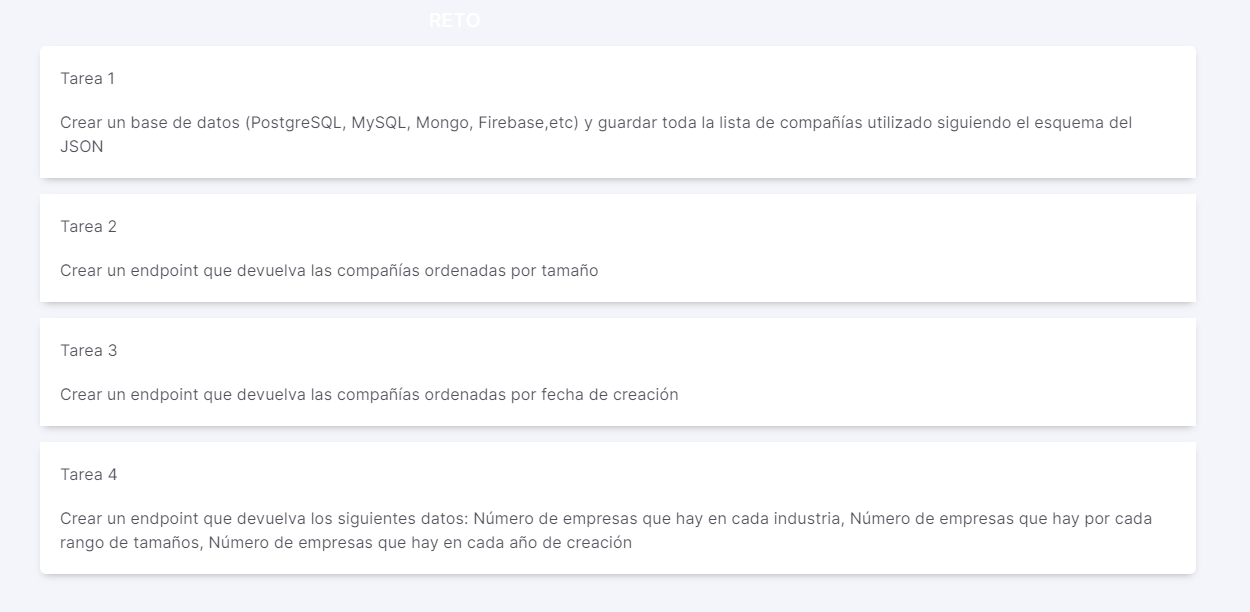 RETO
Tarea 1
Crear un base de datos (PostgreSQL, MySQL, Mongo, Firebase,etc) y guardar toda la lista de compañías utilizado siguiendo el esquema del
JSON
Tarea 2
Crear un endpoint que devuelva las compañías ordenadas por tamaño
Tarea 3
Crear un endpoint que devuelva las compañías ordenadas por fecha de creación
Tarea 4
Crear un endpoint que devuelva los siguientes datos: Número de empresas que hay en cada industria, Número de empresas que hay por cada
rango de tamaños, Número de empresas que hay en cada año de creación